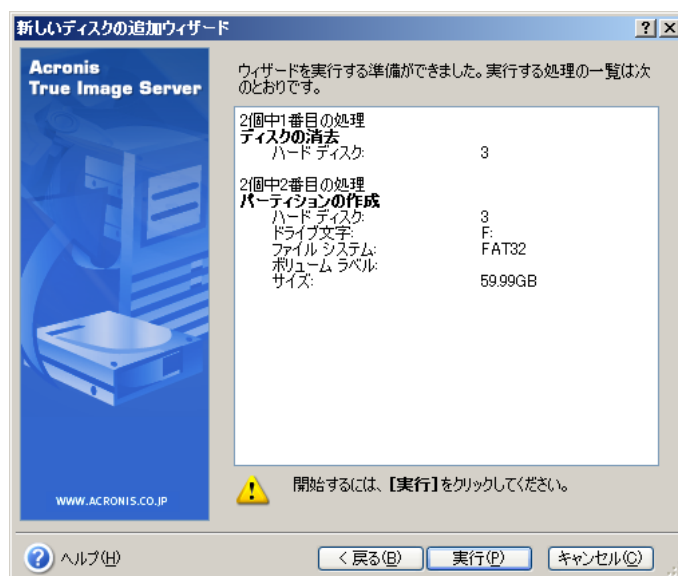 新しいディスクの追加ウィザード
Acronis
True Image Server
ウィザードを実行する準備ができました。実行する処理の一覧は次
のとおりです。
2個中1番目の処理
ディスクの消去
ハード ディスク: 3
2個中2番目の処理
パーティションの作成
ハード ディスク: 3
ドライブ文字: F:
ファイル システム: FAT32
ボリューム ラベル:
サイズ: 59.99GB
開始するには、[実行]をクリックしてください。
WWW.ACRONIS.CO.JP
ヘルプ(H)
< 戻る(B)
実行(P)
キャンセル(C)